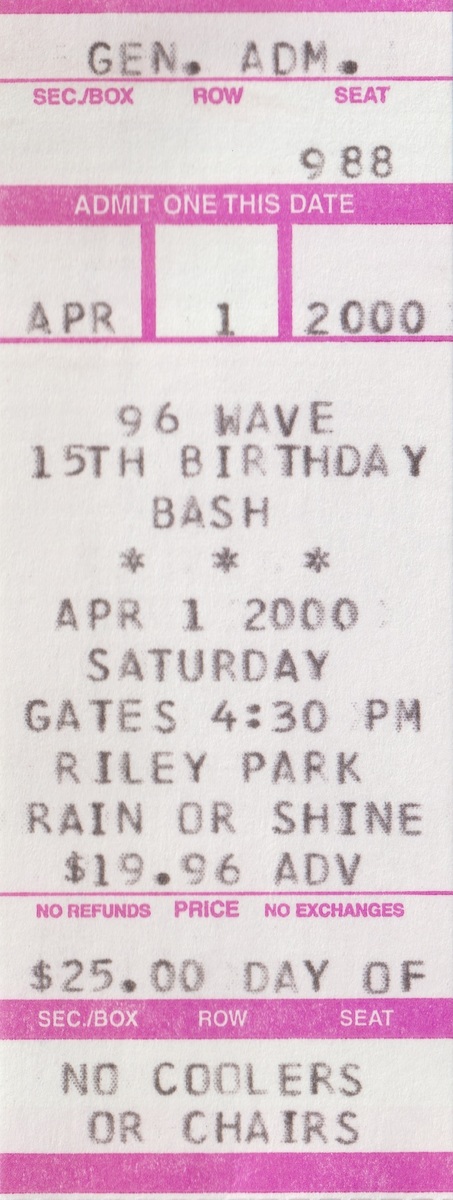 GEN. ADM.
SEC./BOX ROW SEAT
988
ADMIT ONE THIS DATE
APR 1 2000
96 WAVE
15TH BIRTHDAY
BASH
* * *
APR 1 2000
SATURDAY
GATES 4:30 PM
RILEY PARK
RAIN OR SHINE
$19.96 ADV
NO REFUNDS PRICE NO EXCHANGES
$25.00 DAY OF
SEC./BOX ROW SEAT
NO COOLERS
OR CHAIRS